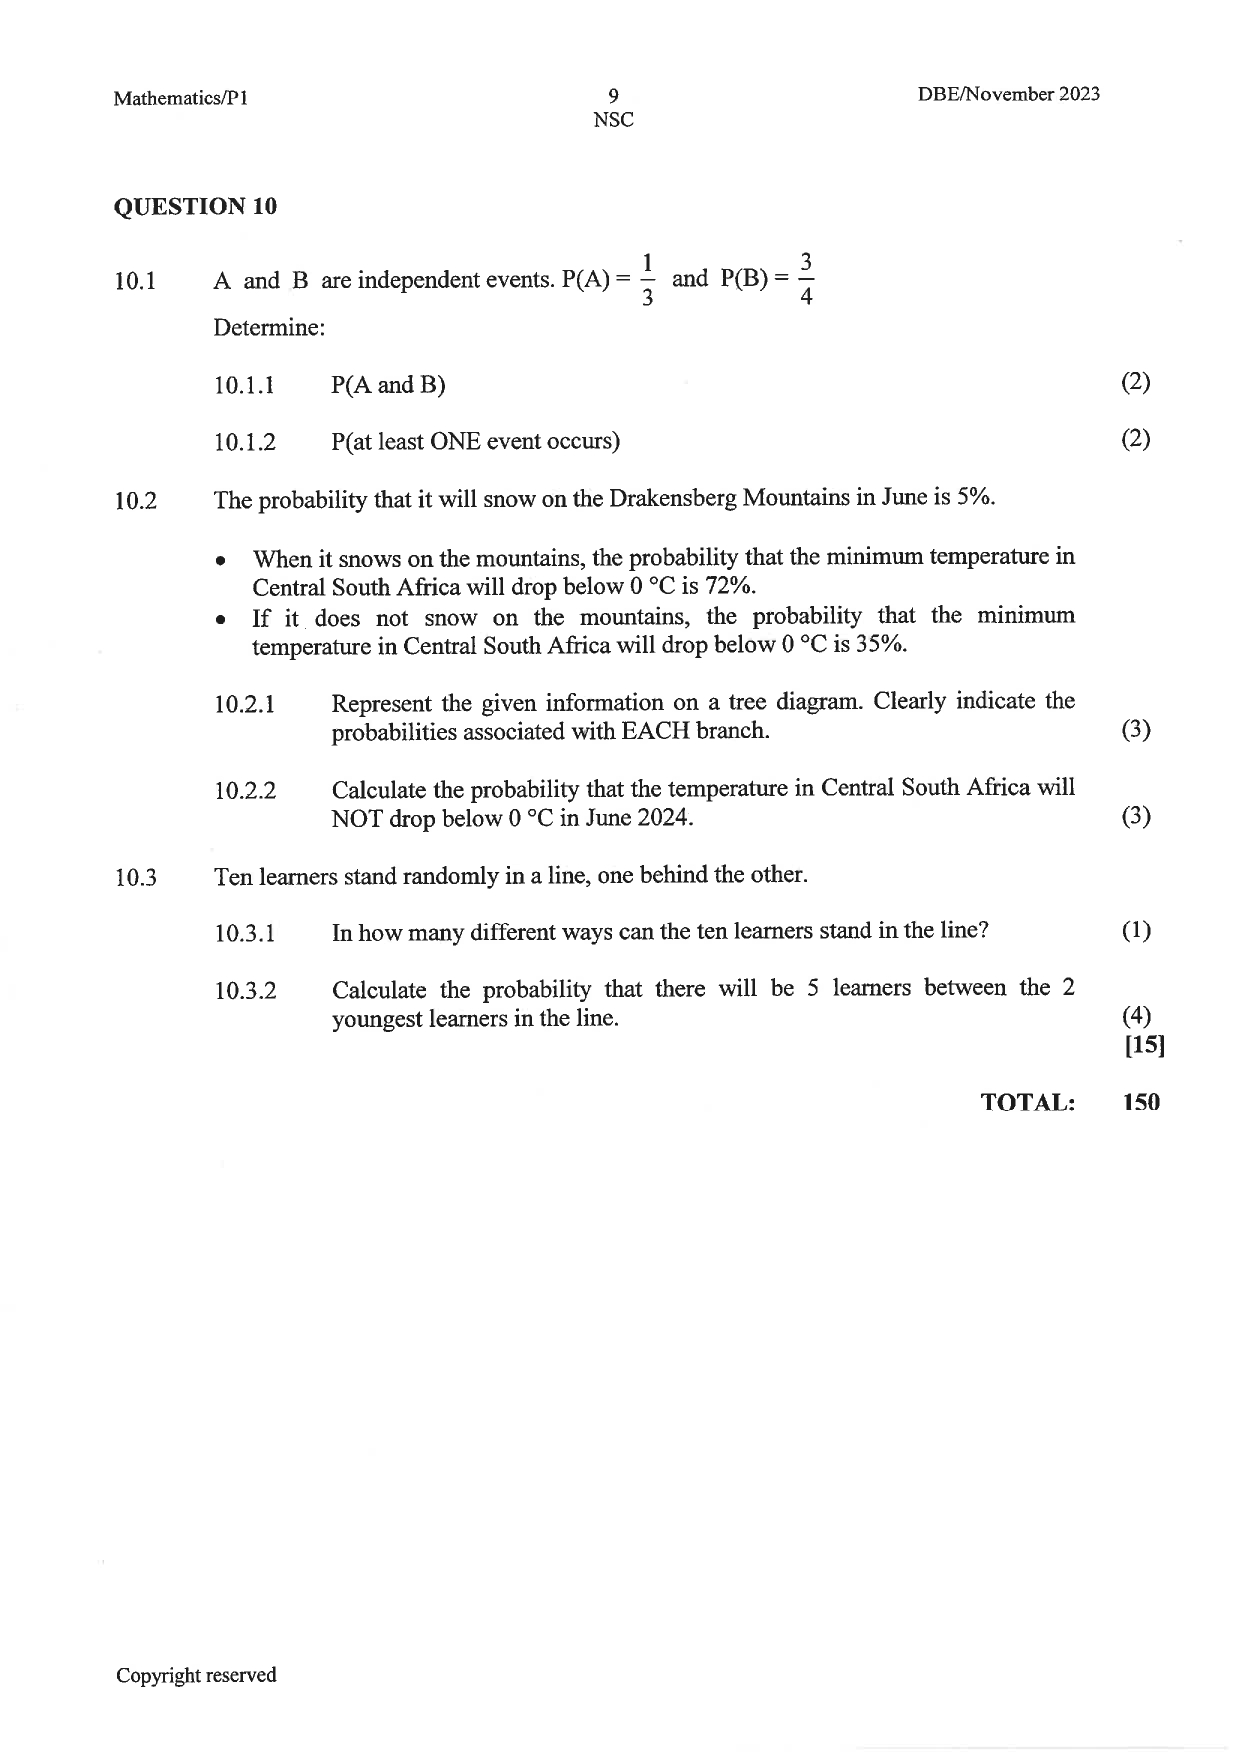 Mathematics/P1 9 DBE/November 2023
NSC
QUESTION 10
10.1 A and B are independent events. P(A) = 1/3 and P(B) = 3/4
Determine:
10.1.1 P(A and B) (2)
10.1.2 P(at least ONE event occurs) (2)
10.2 The probability that it will snow on the Drakensberg Mountains in June is 5%.
• When it snows on the mountains, the probability that the minimum temperature in
Central South Africa will drop below 0 °C is 72%.
• If it does not snow on the mountains, the probability that the minimum
temperature in Central South Africa will drop below 0 °C is 35%.
10.2.1 Represent the given information on a tree diagram. Clearly indicate the
probabilities associated with EACH branch. (3)
10.2.2 Calculate the probability that the temperature in Central South Africa will
NOT drop below 0 °C in June 2024. (3)
10.3 Ten learners stand randomly in a line, one behind the other.
10.3.1 In how many different ways can the ten learners stand in the line? (1)
10.3.2 Calculate the probability that there will be 5 learners between the 2
youngest learners in the line. (4)
[15]
TOTAL: 150
Copyright reserved